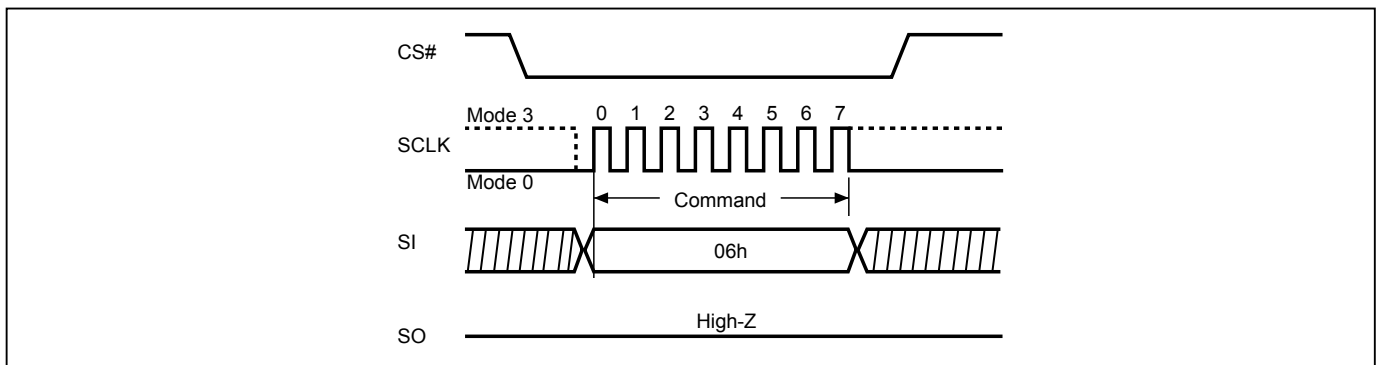 CS#
Mode 3 0 1 2 3 4 5 6 7
SCLK
Mode 0
Command
SI 06h
High-Z
SO